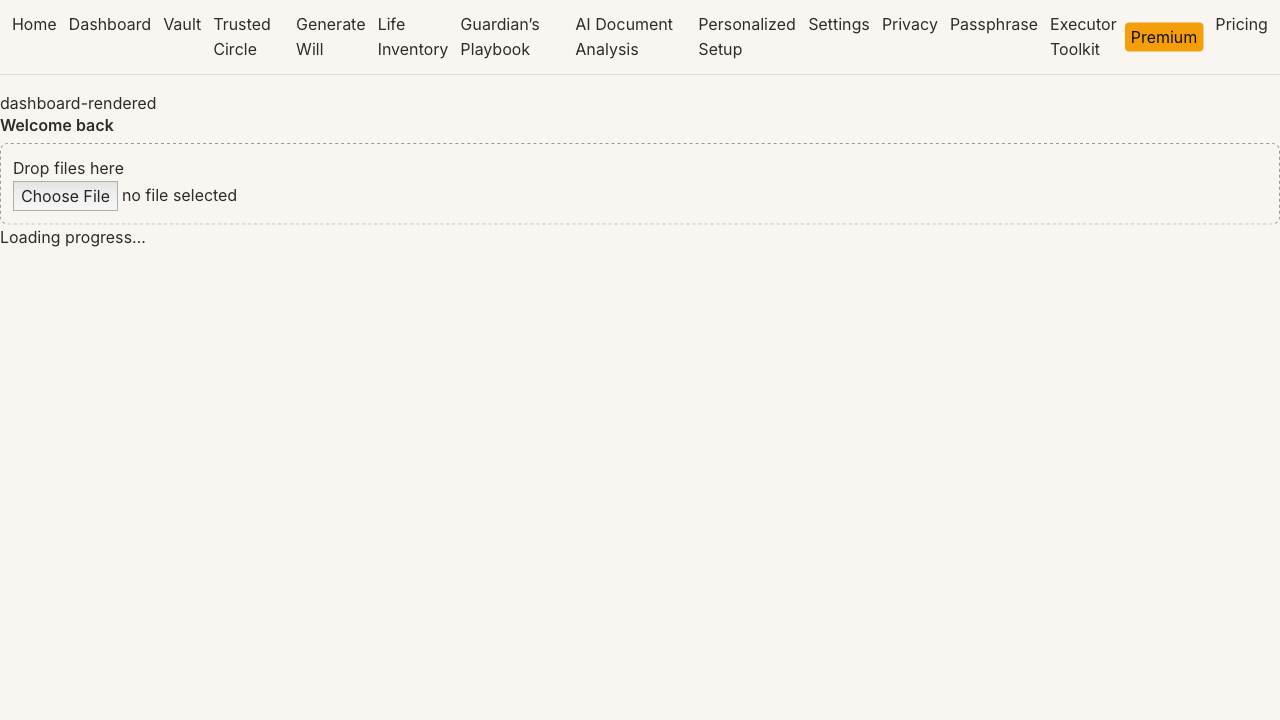 Home Dashboard Vault Trusted Circle Generate Will Life Inventory Guardian’s Playbook AI Document Analysis Personalized Setup Settings Privacy Passphrase Executor Toolkit Premium Pricing
dashboard-rendered
Welcome back
Drop files here
Choose File no file selected
Loading progress...